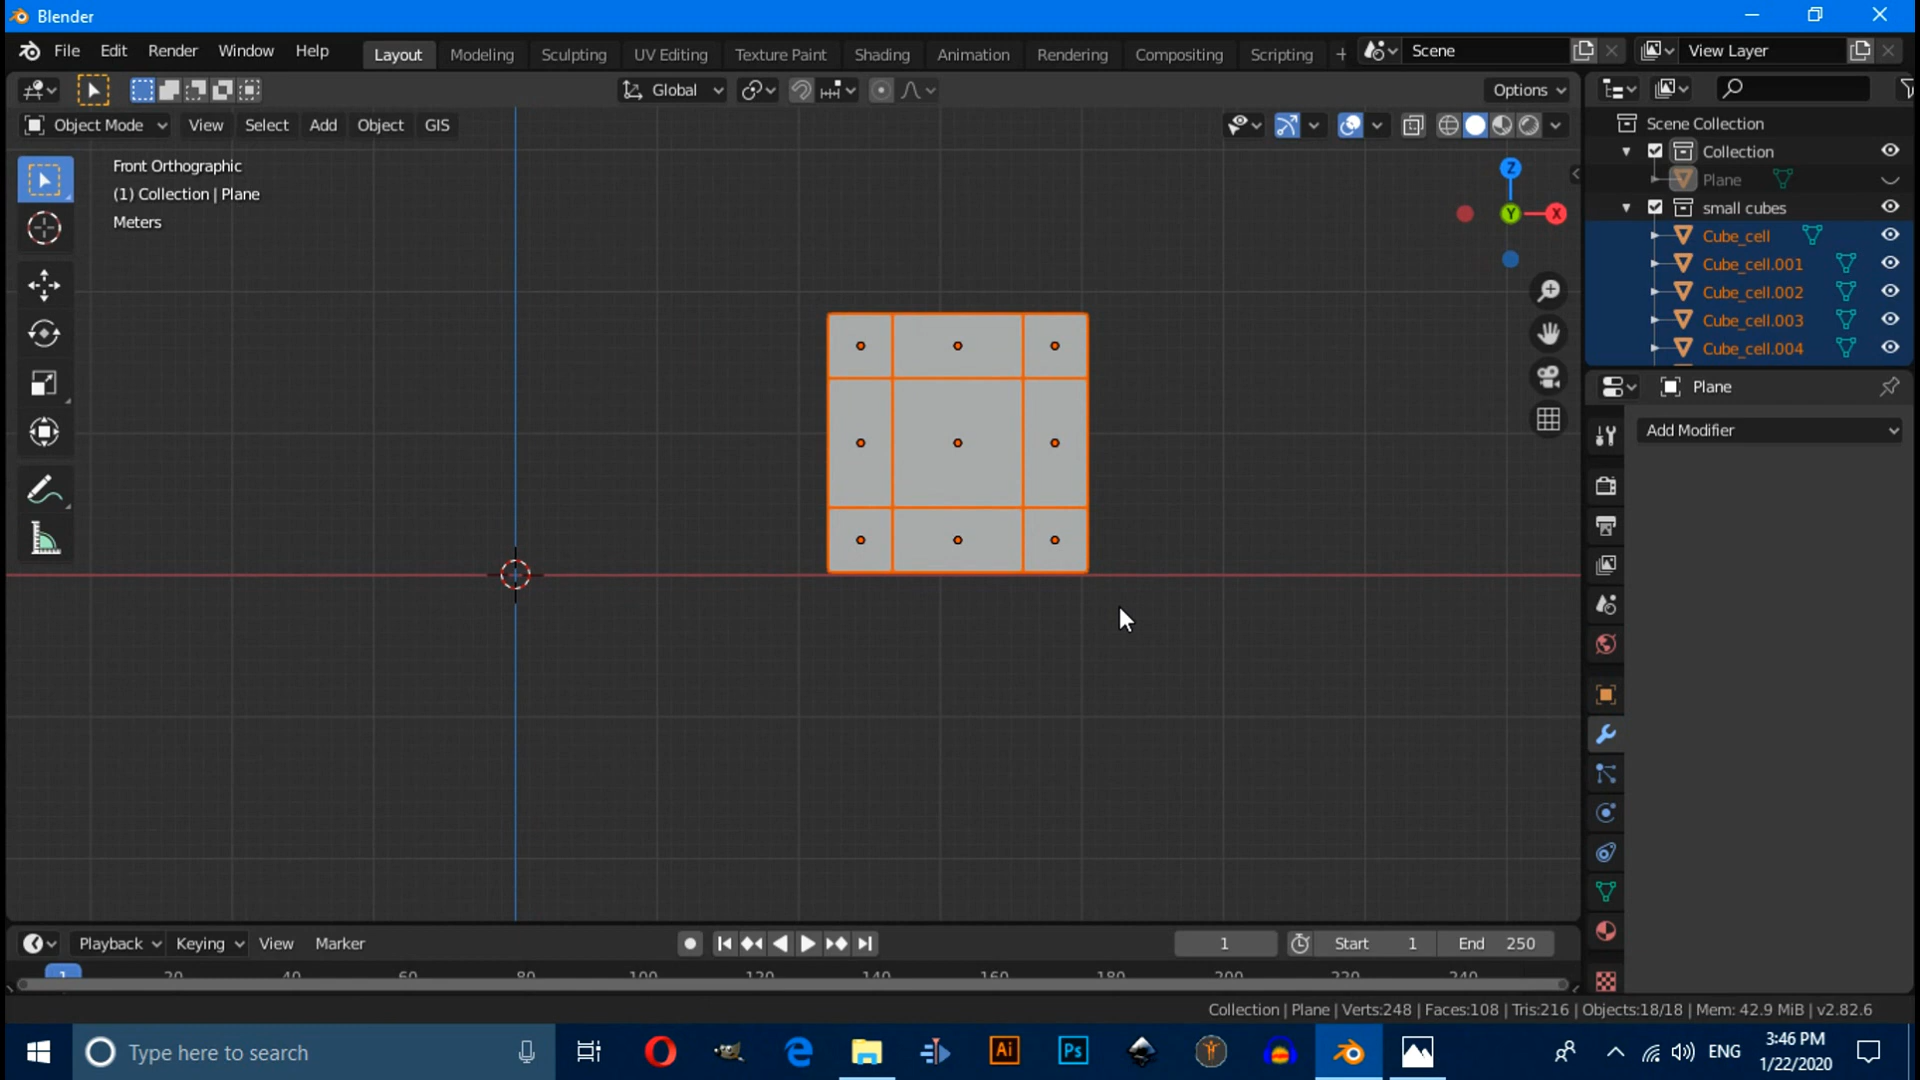 Blender
File Edit Render Window Help Layout Modeling Sculpting UV Editing Texture Paint Shading Animation Rendering Compositing Scripting + Scene View Layer
Global Options
Object Mode View Select Add Object GIS
Front Orthographic
(1) Collection | Plane
Meters
Z
Y
X
Scene Collection
Collection
Plane
small cubes
Cube_cell
Cube_cell.001
Cube_cell.002
Cube_cell.003
Cube_cell.004
Plane
Add Modifier
Playback Keying View Marker 1 Start 1 End 250
1 20 40 60 80 100 120 140 160 180 200 220 240
Collection | Plane | Verts:248 | Faces:108 | Tris:216 | Objects:18/18 | Mem: 42.9 MiB | v2.82.6
Type here to search Ai Ps ENG 3:46 PM
1/22/2020